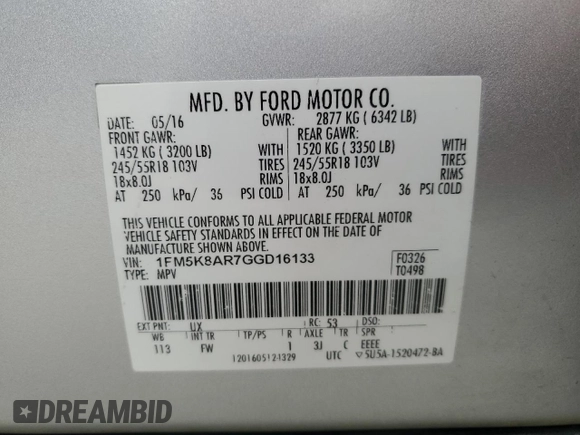 MFD. BY FORD MOTOR CO.
DATE: 05/16 GVWR: 2877 KG ( 6342 LB)
FRONT GAWR: REAR GAWR:
1452 KG ( 3200 LB) WITH 1520 KG ( 3350 LB) WITH
245/55R18 103V TIRES 245/55R18 103V TIRES
18x8.0J RIMS 18x8.0J RIMS
AT 250 kPa/ 36 PSI COLD AT 250 kPa/ 36 PSI COLD
THIS VEHICLE CONFORMS TO ALL APPLICABLE FEDERAL MOTOR
VEHICLE SAFETY STANDARDS IN EFFECT ON THE DATE OF
MANUFACTURE SHOWN ABOVE.
VIN: 1FM5K8AR7GGD16133 F0326
TYPE: MPV T0498
EXT PNT: UX RC: 53 DSO:
WB INT TR TP/PS R AXLE TR SPR
113 FW 1 3J C EEEE
120160512 1329 UTC ▽5U5A-1520472-BA
DREAMBID